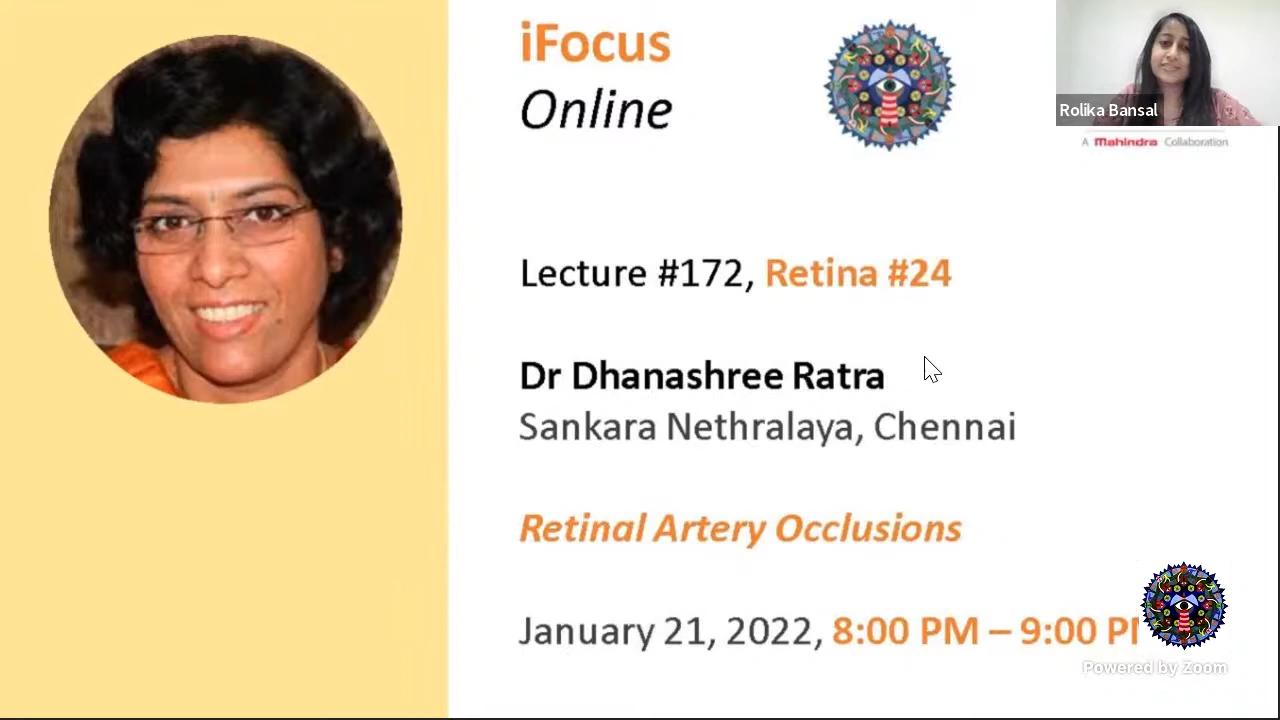 iFocus
Online
Rolika Bansal
A Mahindra Collaboration
Lecture #172, Retina #24
Dr Dhanashree Ratra
Sankara Nethralaya, Chennai
Retinal Artery Occlusions
January 21, 2022, 8:00 PM – 9:00 P
Powered by Zoom